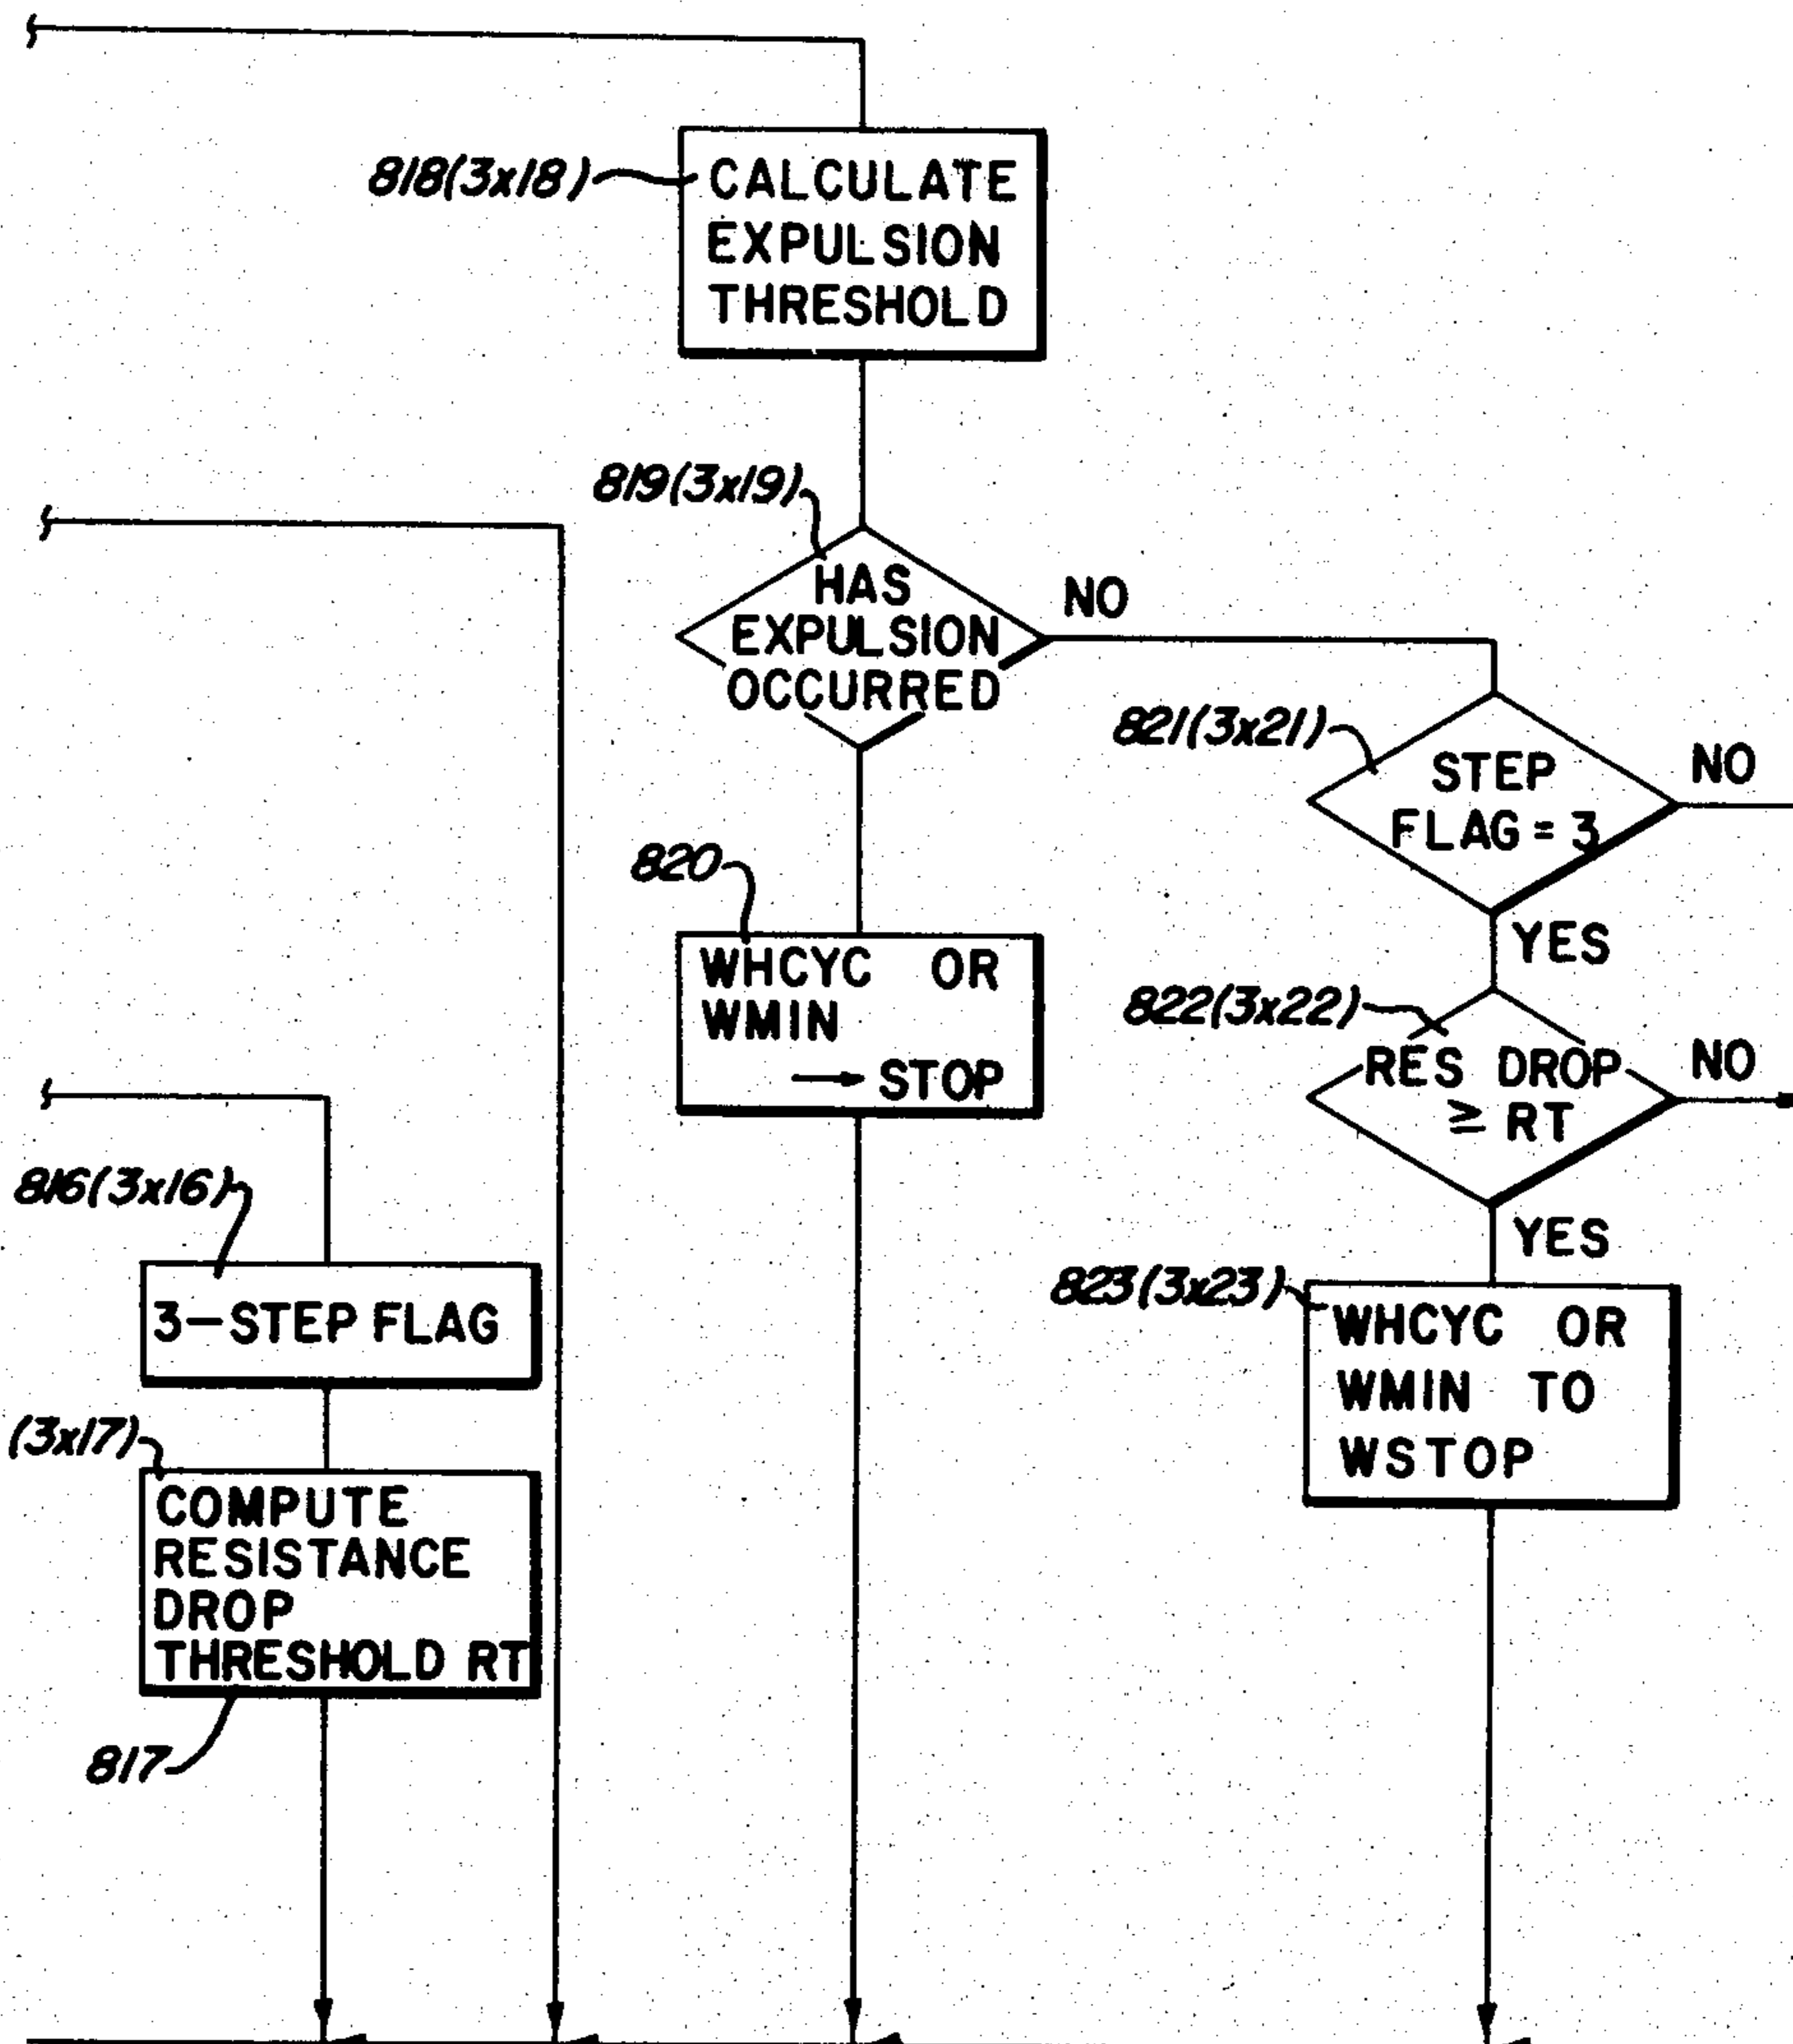 818(3x18)
CALCULATE
EXPULSION
THRESHOLD
819(3x19)
HAS
EXPULSION
OCCURRED
NO
821(3x21)
STEP
FLAG = 3
NO
YES
820
WHCYC OR
WMIN
→ STOP
822(3x22)
RES DROP
≥ RT
NO
YES
816(3x16)
3-STEP FLAG
823(3x23)
WHCYC OR
WMIN TO
WSTOP
(3x17)
COMPUTE
RESISTANCE
DROP
THRESHOLD RT
817